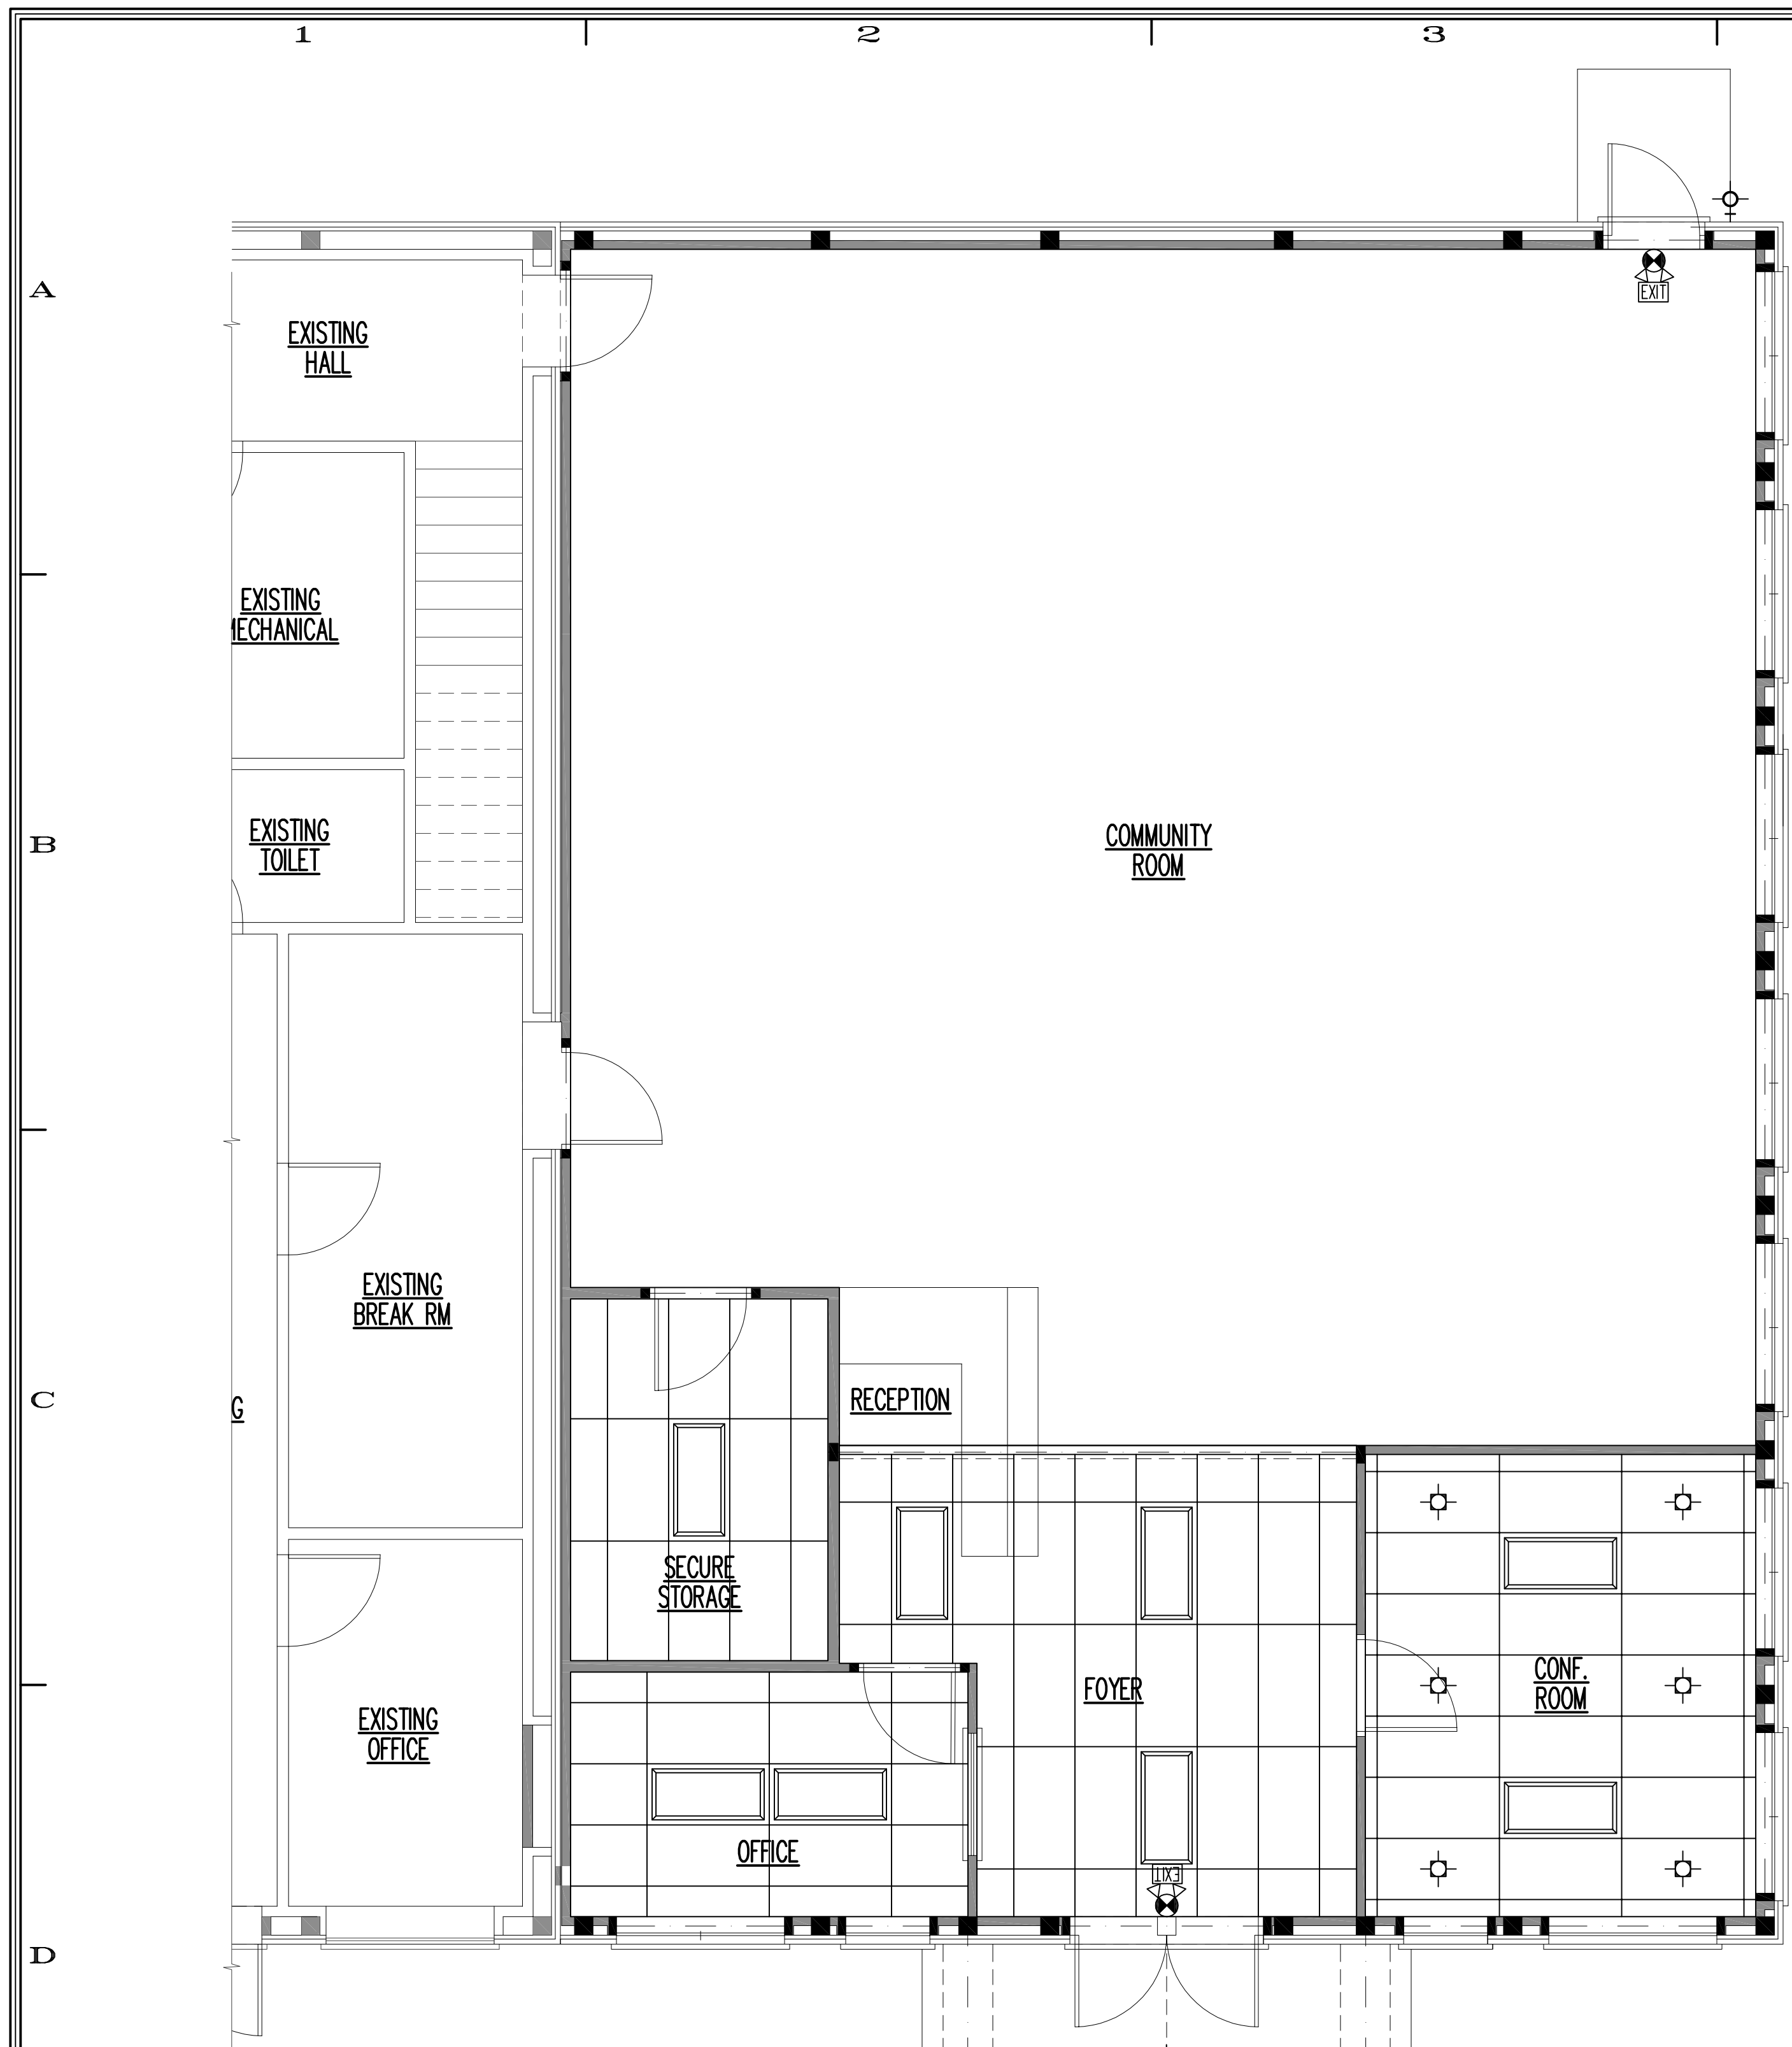 1
2
3
A
EXIT
EXISTING
HALL
EXISTING
MECHANICAL
B
EXISTING
TOILET
COMMUNITY
ROOM
EXISTING
BREAK RM
C
G
RECEPTION
SECURE
STORAGE
FOYER
CONF.
ROOM
EXISTING
OFFICE
OFFICE
EXIT
D